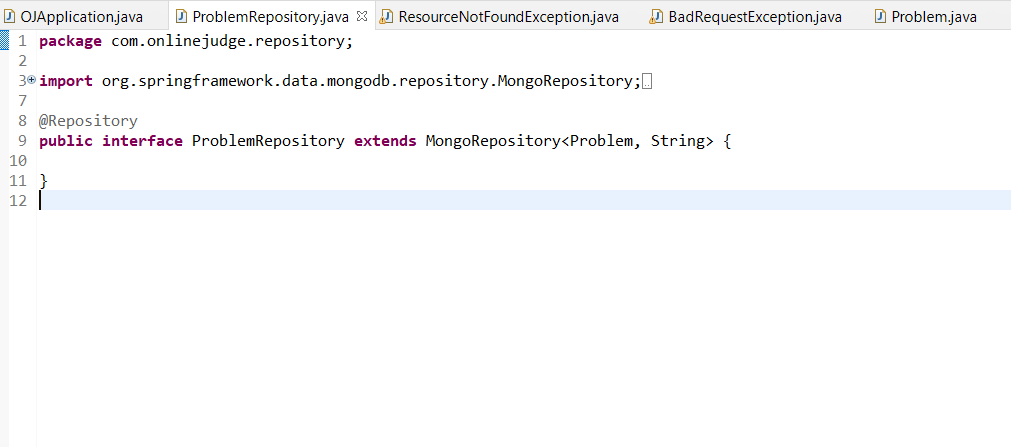 OJApplication.java ProblemRepository.java ResourceNotFoundException.java BadRequestException.java Problem.java
1 package com.onlinejudge.repository;
2
3 import org.springframework.data.mongodb.repository.MongoRepository;
7
8 @Repository
9 public interface ProblemRepository extends MongoRepository<Problem, String> {
10
11 }
12